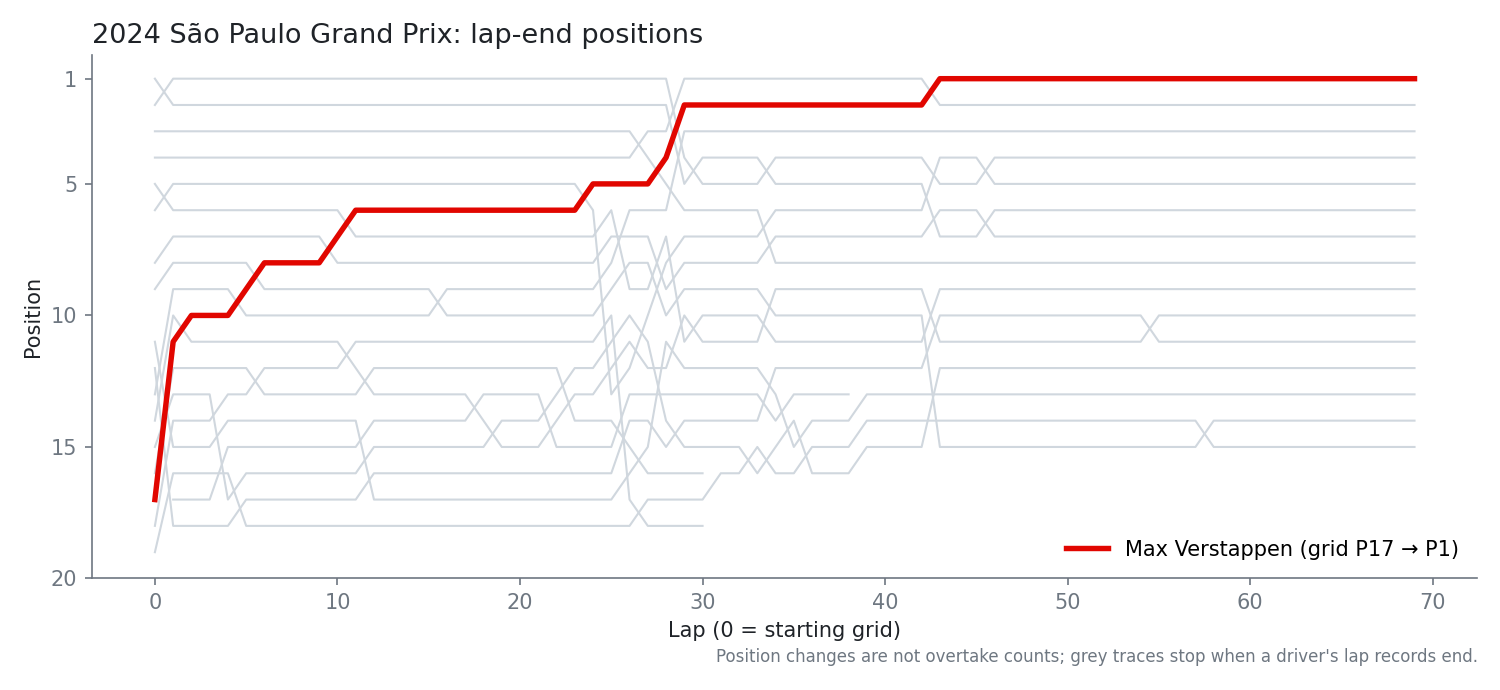 2024 São Paulo Grand Prix: lap-end positions
1
5
10
15
20
Position
0 10 20 30 40 50 60 70
Lap (0 = starting grid)
Max Verstappen (grid P17 → P1)
Position changes are not overtake counts; grey traces stop when a driver's lap records end.